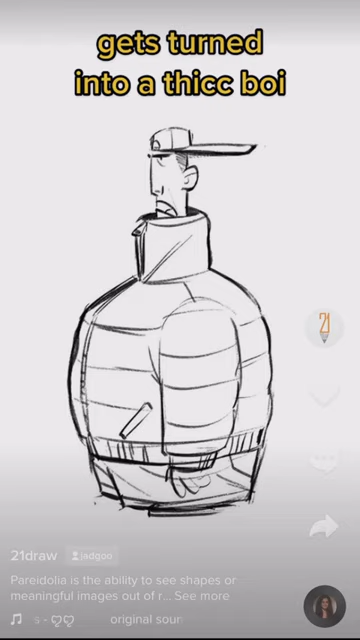 gets turned
into a thicc boi
21
21draw jadgoo
Pareidolia is the ability to see shapes or
meaningful images out of r... See more
original soun